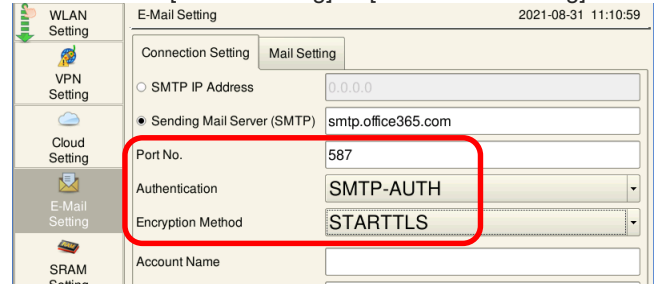 WLAN
Setting
E-Mail Setting
2021-08-31 11:10:59
Connection Setting
Mail Setting
VPN
Setting
SMTP IP Address
0.0.0.0
Sending Mail Server (SMTP)
smtp.office365.com
Cloud
Setting
Port No.
587
Authentication
SMTP-AUTH
E-Mail
Setting
Encryption Method
STARTTLS
Account Name
SRAM